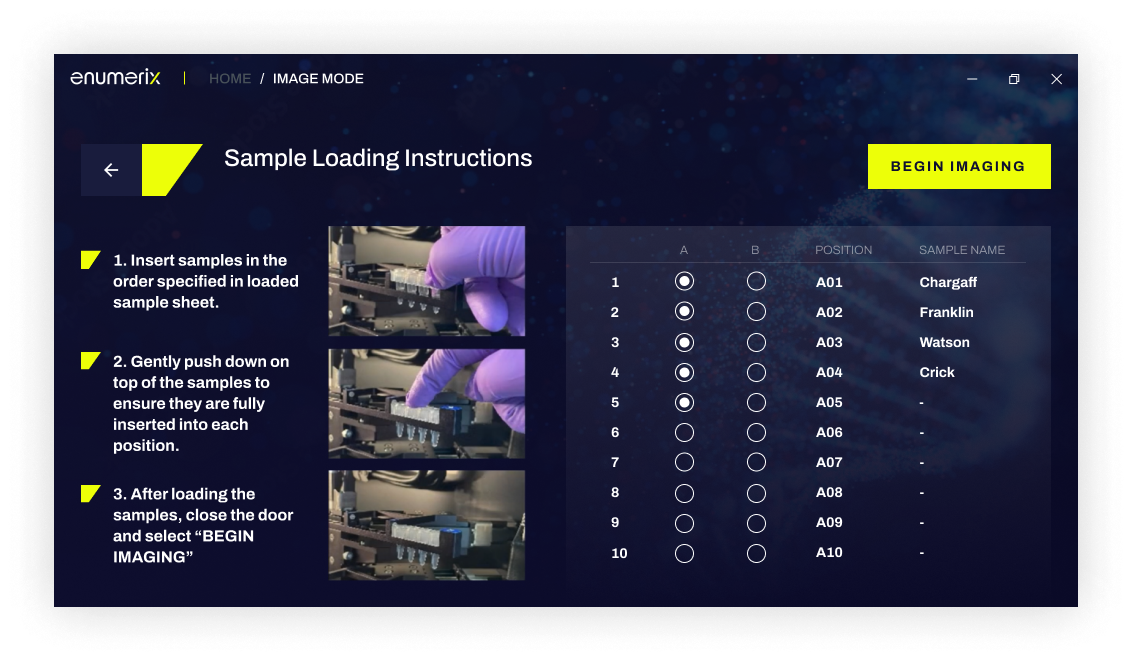 enumerix | HOME / IMAGE MODE
Sample Loading Instructions
BEGIN IMAGING
1. Insert samples in the
order specified in loaded
sample sheet.
2. Gently push down on
top of the samples to
ensure they are fully
inserted into each
position.
3. After loading the
samples, close the door
and select “BEGIN
IMAGING”
A B POSITION SAMPLE NAME
1 A01 Chargaff
2 A02 Franklin
3 A03 Watson
4 A04 Crick
5 A05 -
6 A06 -
7 A07 -
8 A08 -
9 A09 -
10 A10 -